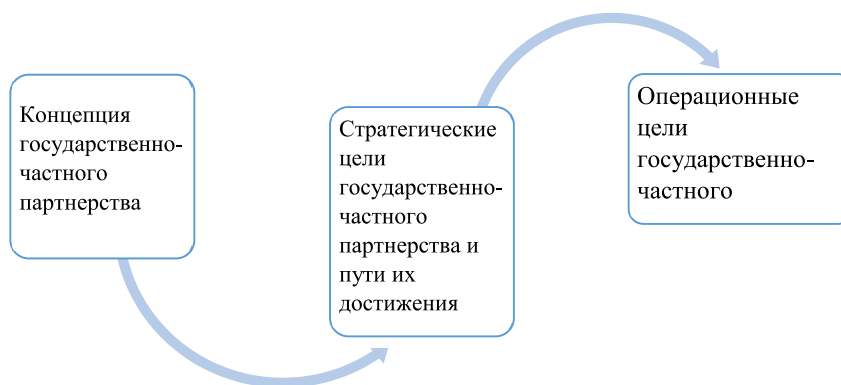 Концепция
государственно-
частного
партнерства
Стратегические
цели
государственно-
частного
партнерства и
пути их
достижения
Операционные
цели
государственно-
частного